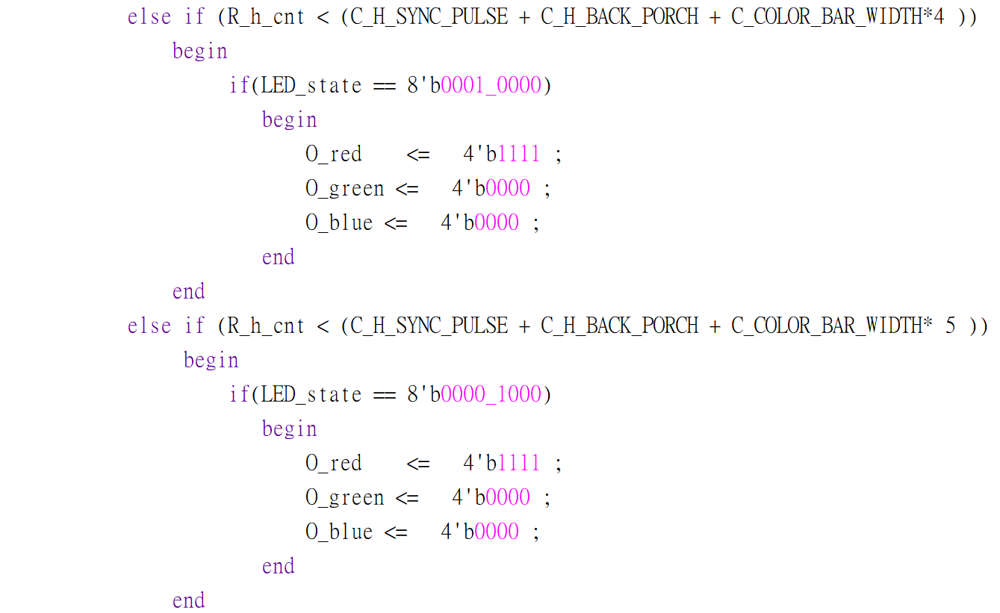 else if (R_h_cnt < (C_H_SYNC_PULSE + C_H_BACK_PORCH + C_COLOR_BAR_WIDTH*4 ))
begin
if(LED_state == 8'b0001_0000)
begin
O_red <= 4'b1111 ;
O_green <= 4'b0000 ;
O_blue <= 4'b0000 ;
end
end
else if (R_h_cnt < (C_H_SYNC_PULSE + C_H_BACK_PORCH + C_COLOR_BAR_WIDTH* 5 ))
begin
if(LED_state == 8'b0000_1000)
begin
O_red <= 4'b1111 ;
O_green <= 4'b0000 ;
O_blue <= 4'b0000 ;
end
end